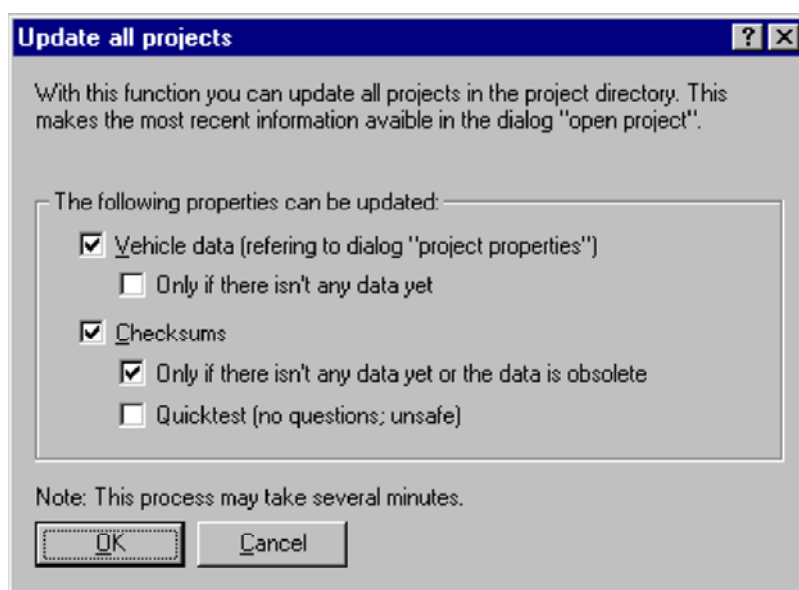 Update all projects
With this function you can update all projects in the project directory. This
makes the most recent information avaible in the dialog "open project".
The following properties can be updated:
Vehicle data (refering to dialog "project properties")
Only if there isn't any data yet
Checksums
Only if there isn't any data yet or the data is obsolete
Quicktest (no questions; unsafe)
Note: This process may take several minutes.
OK Cancel